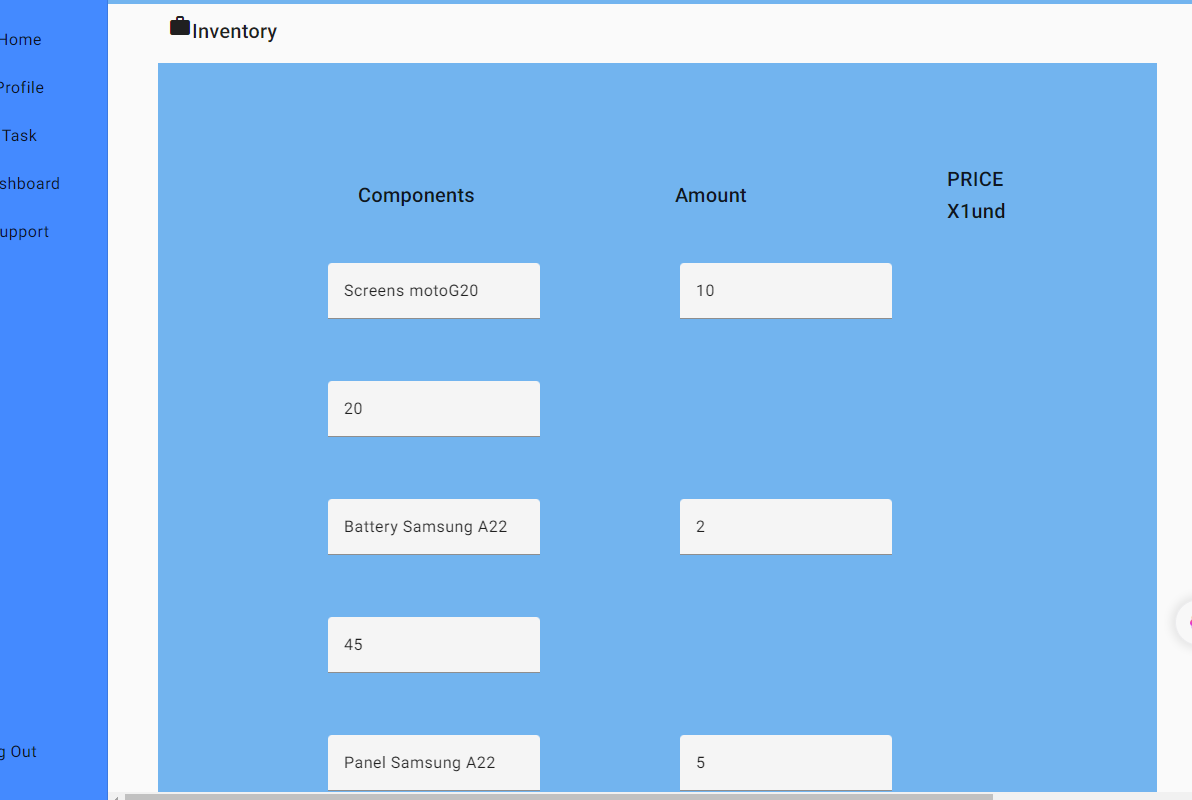 Home
Profile
Task
shboard
upport
g Out
Inventory
Components
Amount
PRICE
X1und
Screens motoG20
10
20
Battery Samsung A22
2
45
Panel Samsung A22
5